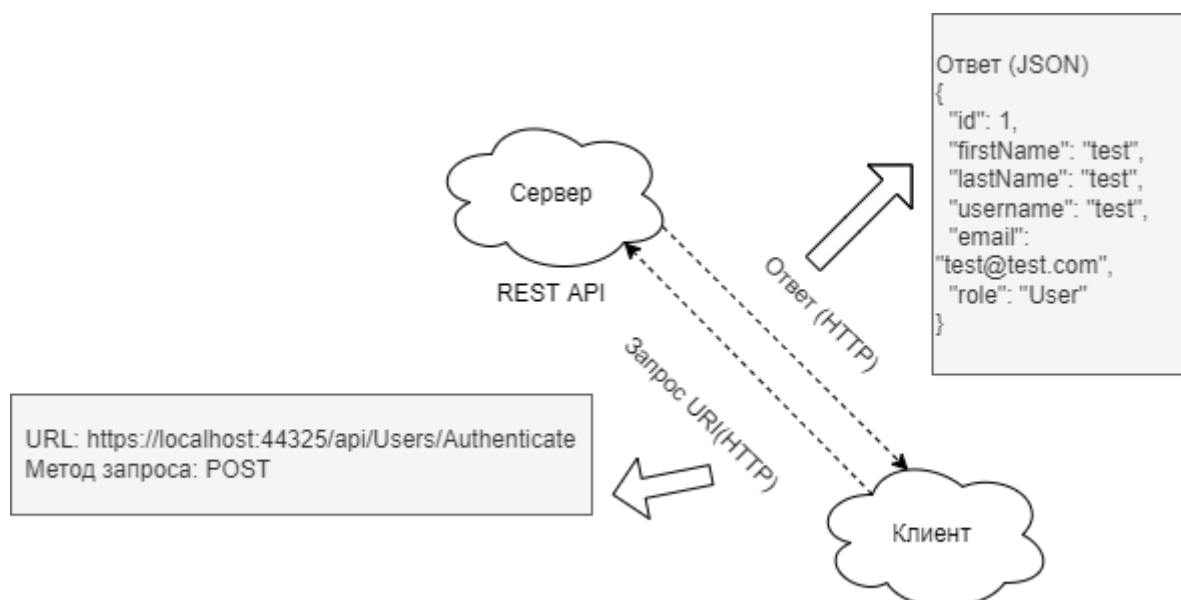 Ответ (JSON)
{
"id": 1,
"firstName": "test",
"lastName": "test",
"username": "test",
"email":
"test@test.com",
"role": "User"
}
Сервер
REST API
Ответ (HTTP)
Запрос URI(HTTP)
URL: https://localhost:44325/api/Users/Authenticate
Метод запроса: POST
Клиент